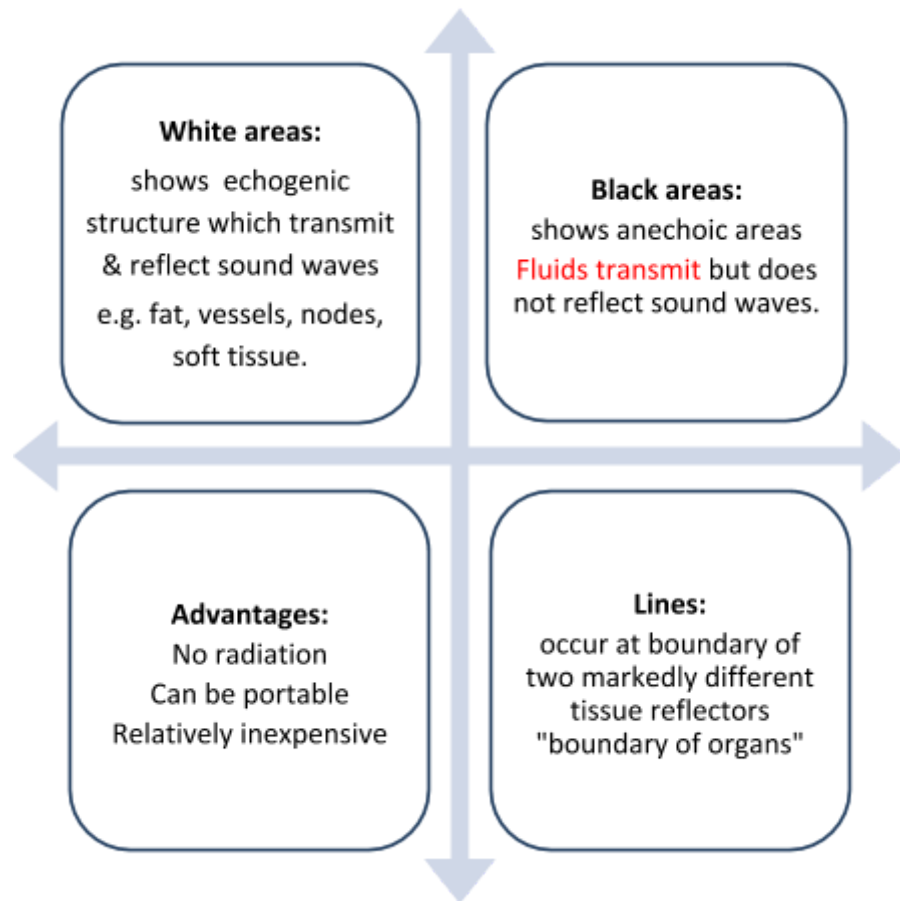 White areas:
shows echogenic
structure which transmit
& reflect sound waves
e.g. fat, vessels, nodes,
soft tissue.
Black areas:
shows anechoic areas
Fluids transmit but does
not reflect sound waves.
Advantages:
No radiation
Can be portable
Relatively inexpensive
Lines:
occur at boundary of
two markedly different
tissue reflectors
"boundary of organs"